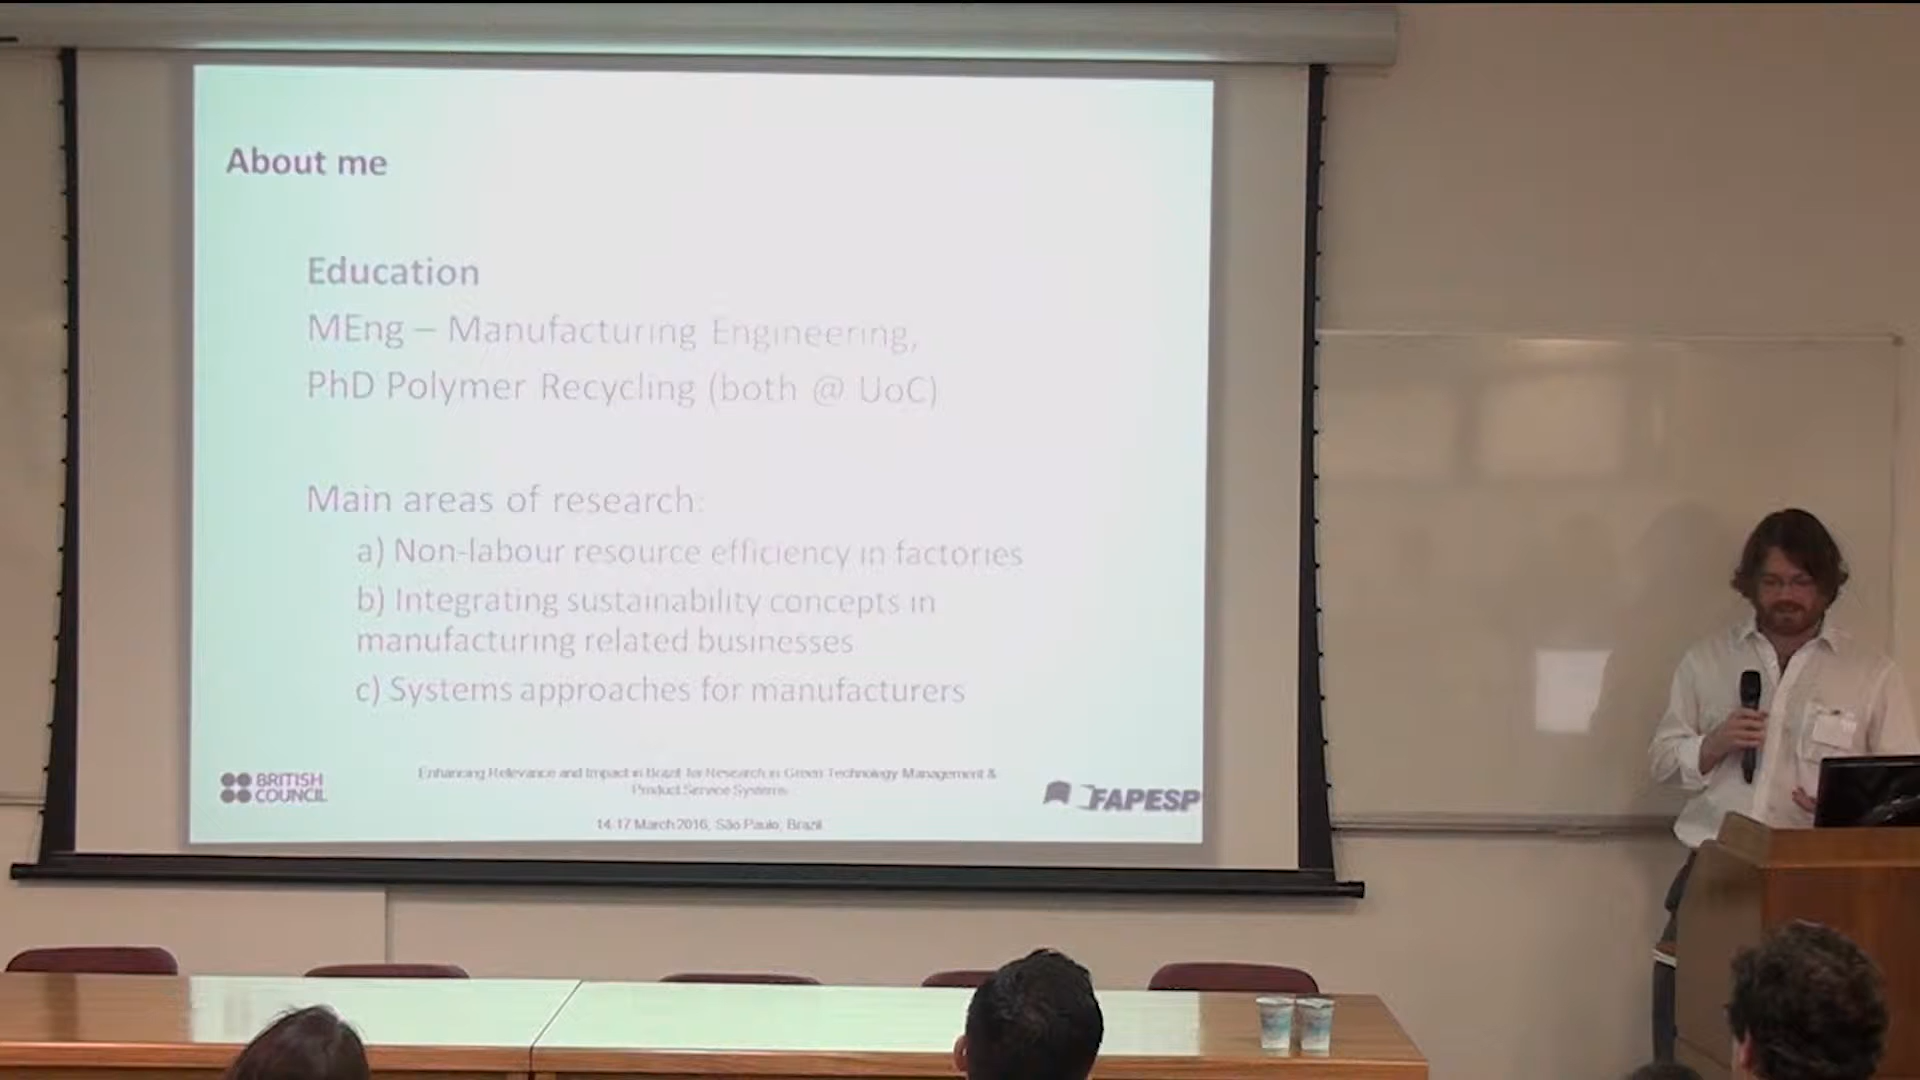 About me
Education
MEng – Manufacturing Engineering,
PhD Polymer Recycling (both @ UoC)
Main areas of research:
a) Non-labour resource efficiency in factories
b) Integrating sustainability concepts in
manufacturing related businesses
c) Systems approaches for manufacturers
BRITISH
COUNCIL
Enhancing Relevance and Impact in Brazil for Research in Green Technology Management &
Product Service Systems
14-17 March 2016, São Paulo, Brazil
FAPESP